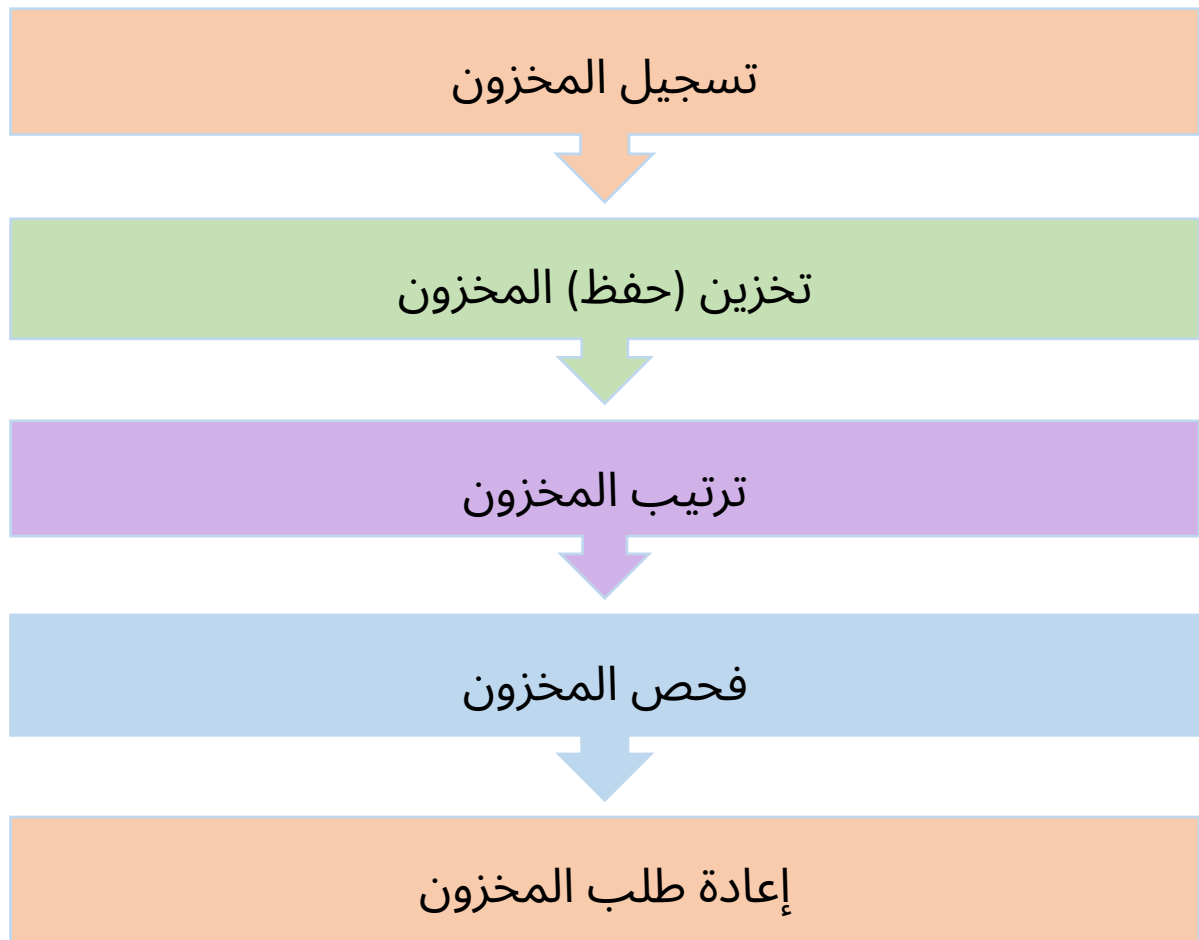 تسجيل المخزون
تخزين (حفظ) المخزون
ترتيب المخزون
فحص المخزون
إعادة طلب المخزون